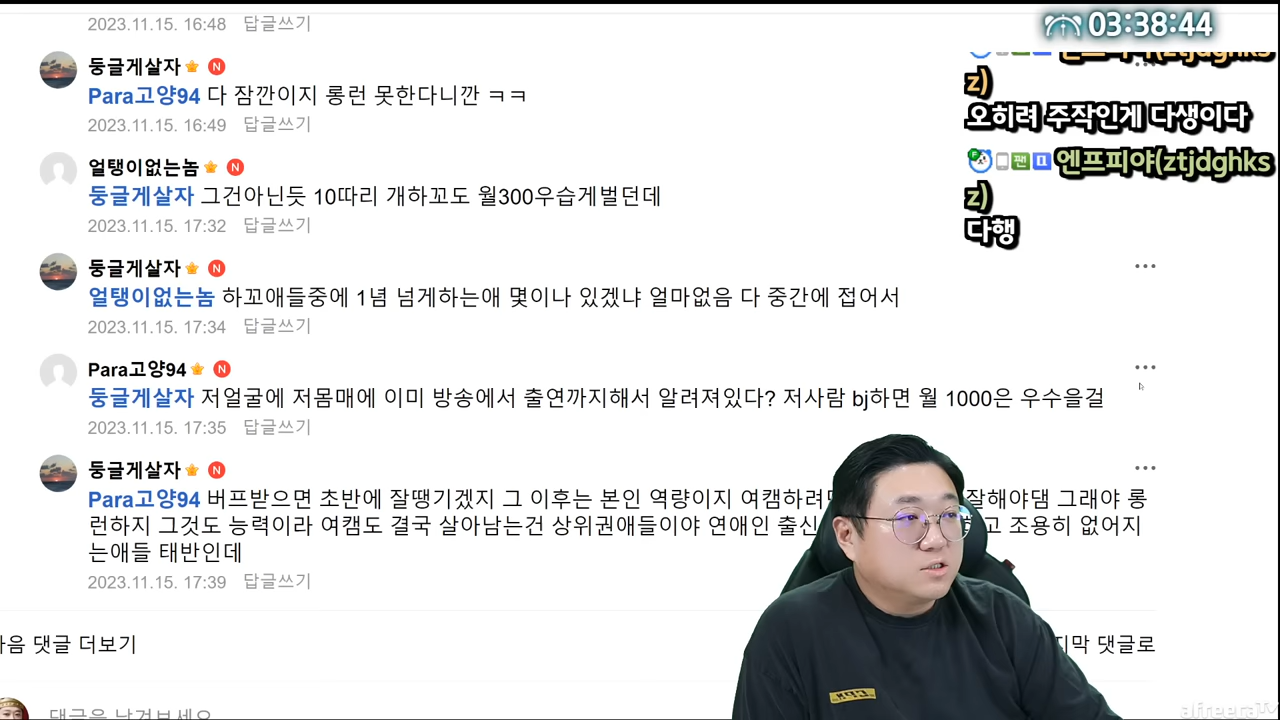 2023.11.15. 16:48 답글쓰기
03:38:44
둥글게살자 N
Para고양94 다 잠깐이지 롱런 못한다니깐 ㅋㅋ
2023.11.15. 16:49 답글쓰기
z)
오히려 주작인게 다생이다
얼탱이없는놈 N
둥글게살자 그건아닌듯 10따리 개하꼬도 월300우습게벌던데
2023.11.15. 17:32 답글쓰기
F 팬 엔프피야(ztjdghks
z)
다행
둥글게살자 N
얼탱이없는놈 하꼬애들중에 1념 넘게하는애 몇이나 있겠냐 얼마없음 다 중간에 접어서
2023.11.15. 17:34 답글쓰기
Para고양94 N
둥글게살자 저얼굴에 저몸매에 이미 방송에서 출연까지해서 알려져있다? 저사람 bj하면 월 1000은 우수을걸
2023.11.15. 17:35 답글쓰기
둥글게살자 N
Para고양94 버프받으면 초반에 잘땡기겠지 그 이후는 본인 역량이지 여캠하려 잘해야댐 그래야 롱
런하지 그것도 능력이라 여캠도 결국 살아남는건 상위권애들이야 연애인 출신 고 조용히 없어지
는애들 태반인데
2023.11.15. 17:39 답글쓰기
음 댓글 더보기
막 댓글로
댓글을 남겨보세요
afreecaTV